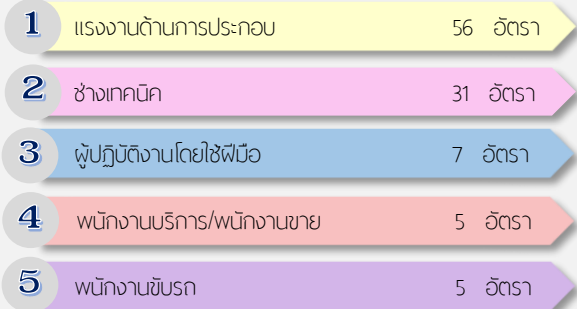 1 แรงงานด้านการประกอบ 56 อัตรา
2 ช่างเทคนิค 31 อัตรา
3 ผู้ปฏิบัติงานโดยใช้ฝีมือ 7 อัตรา
4 พนักงานบริการ/พนักงานขาย 5 อัตรา
5 พนักงานขับรถ 5 อัตรา